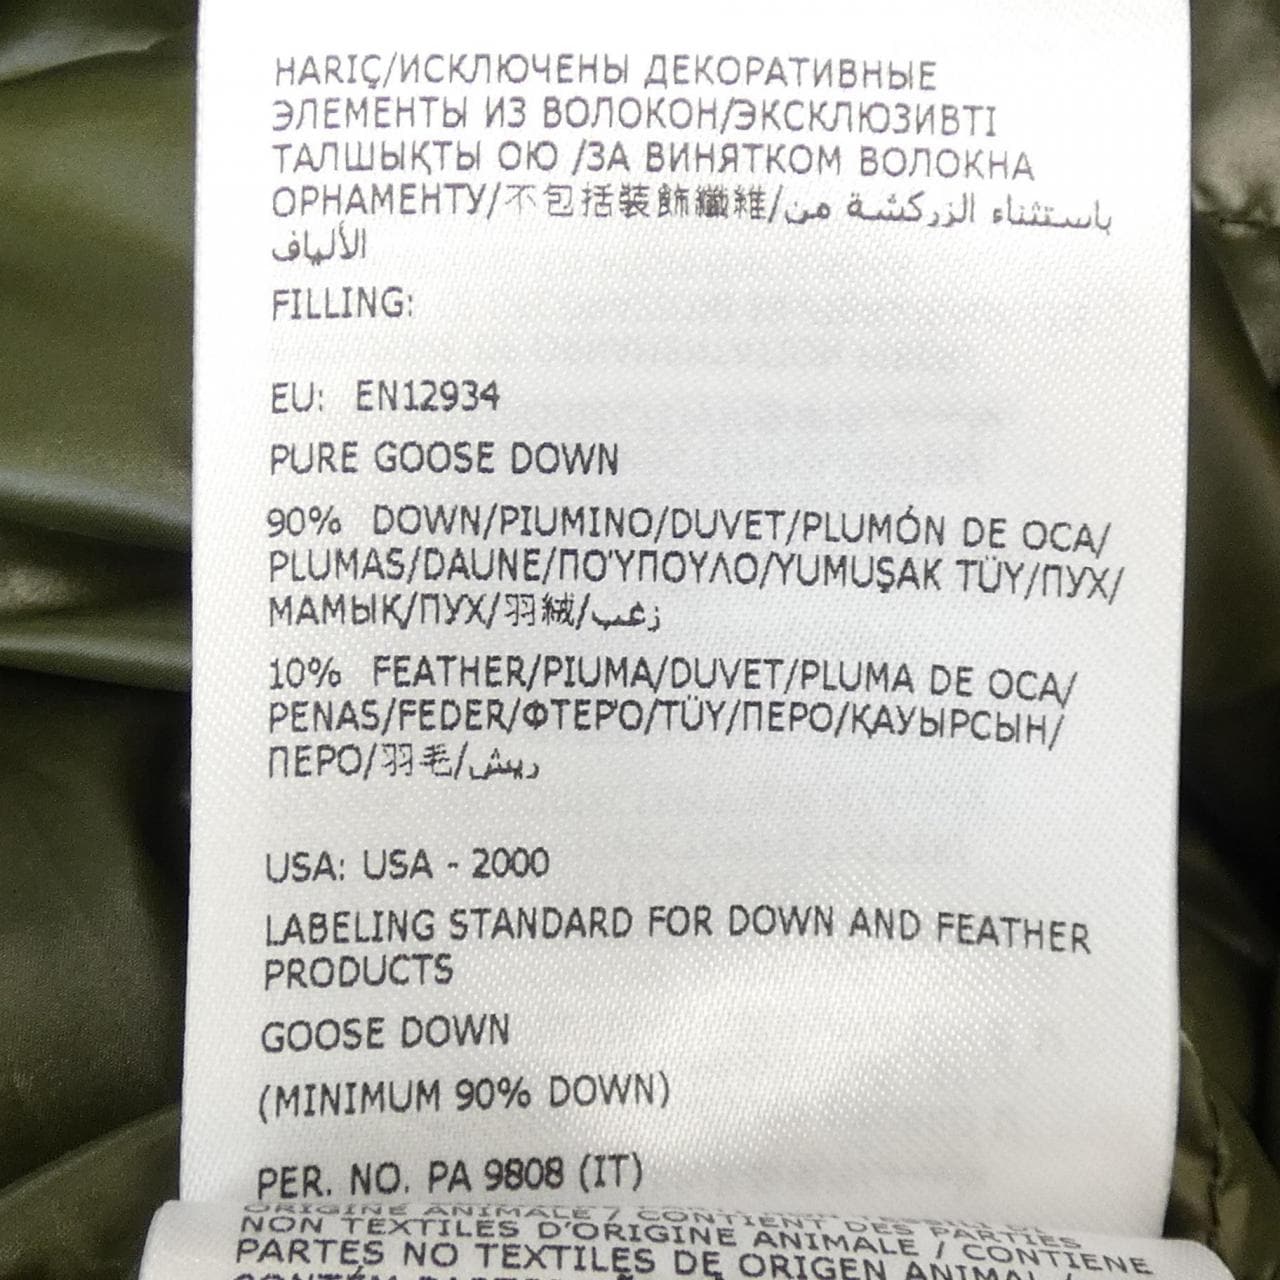 HARIÇ/ИСКЛЮЧЕНЫ ДЕКОРАТИВНЫЕ
ЭЛЕМЕНТЫ ИЗ ВОЛОКОН/ЭКСКЛЮЗИВТІ
ТАЛШЫҚТЫ ОЮ /ЗА ВИНЯТКОМ ВОЛОКНА
ОРНАМЕНТУ/不包括裝飾纖維/باستثناء الزركشة من
الألياف
FILLING:
EU: EN12934
PURE GOOSE DOWN
90% DOWN/PIUMINO/DUVET/PLUMÓN DE OCA/
PLUMAS/DAUNE/ΠΟΎΠΟΥΛΟ/YUMUŞAK TÜY/ПУХ/
МАМЫҚ/ПУХ/羽絨/زغب
10% FEATHER/PIUMA/DUVET/PLUMA DE OCA/
PENAS/FEDER/ΦΤΕΡΌ/TÜY/ПЕРО/ҚАУЫРСЫН/
ПЕРО/羽毛/ريش
USA: USA - 2000
LABELING STANDARD FOR DOWN AND FEATHER
PRODUCTS
GOOSE DOWN
(MINIMUM 90% DOWN)
PER. NO. PA 9808 (IT)
ORIGINE ANIMALE / CONTIENT DES PARTIES
NON TEXTILES D'ORIGINE ANIMALE / CONTIENE
PARTES NO TEXTILES DE ORIGEN ANIMAL